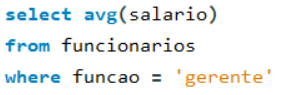 select avg(salario)
from funcionarios
where funcao = 'gerente'